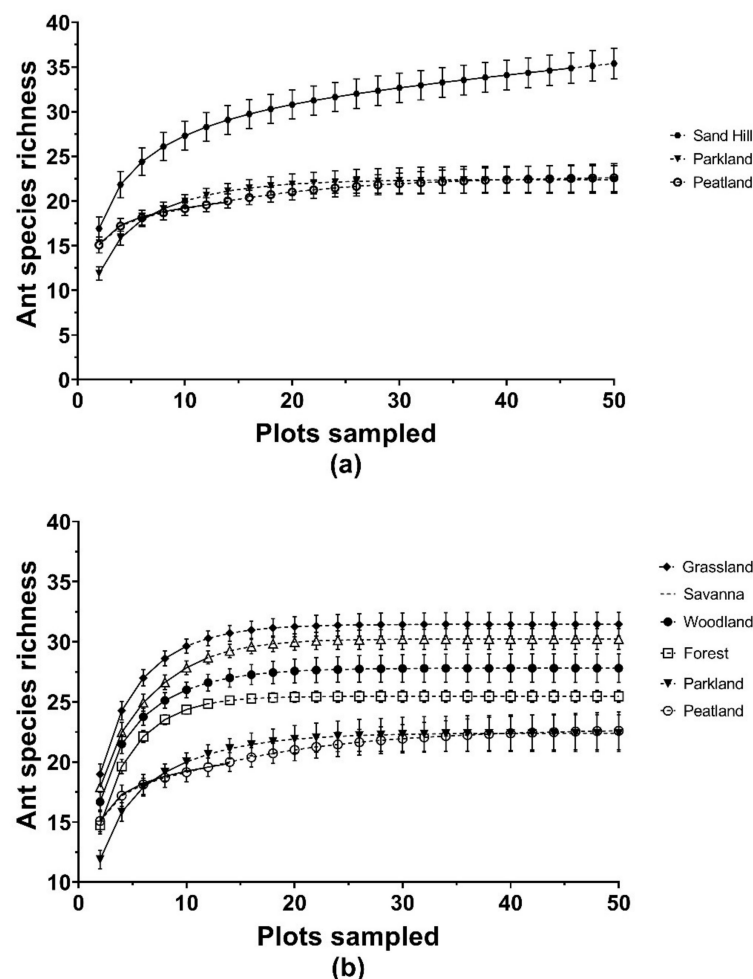 40
35
30
25
20
15
10
5
0
Ant species richness
0 10 20 30 40 50
Plots sampled
(a)
Sand Hill
Parkland
Peatland
40
35
30
25
20
15
10
Ant species richness
0 10 20 30 40 50
Plots sampled
(b)
Grassland
Savanna
Woodland
Forest
Parkland
Peatland